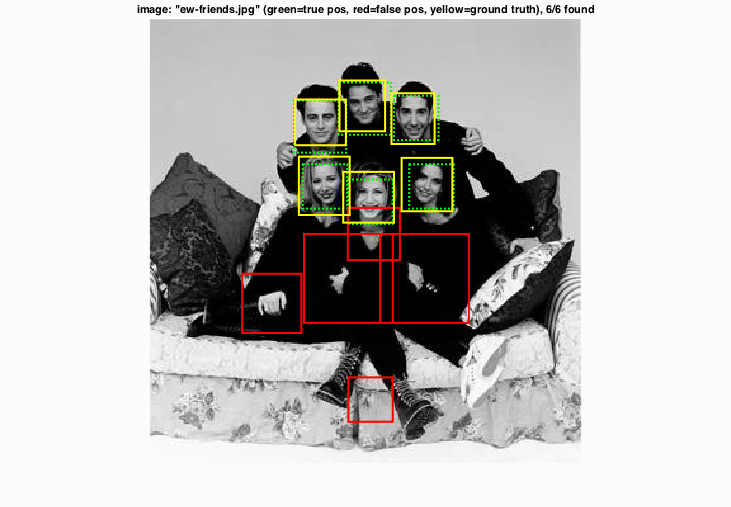 image: "ew-friends.jpg" (green=true pos, red=false pos, yellow=ground truth), 6/6 found